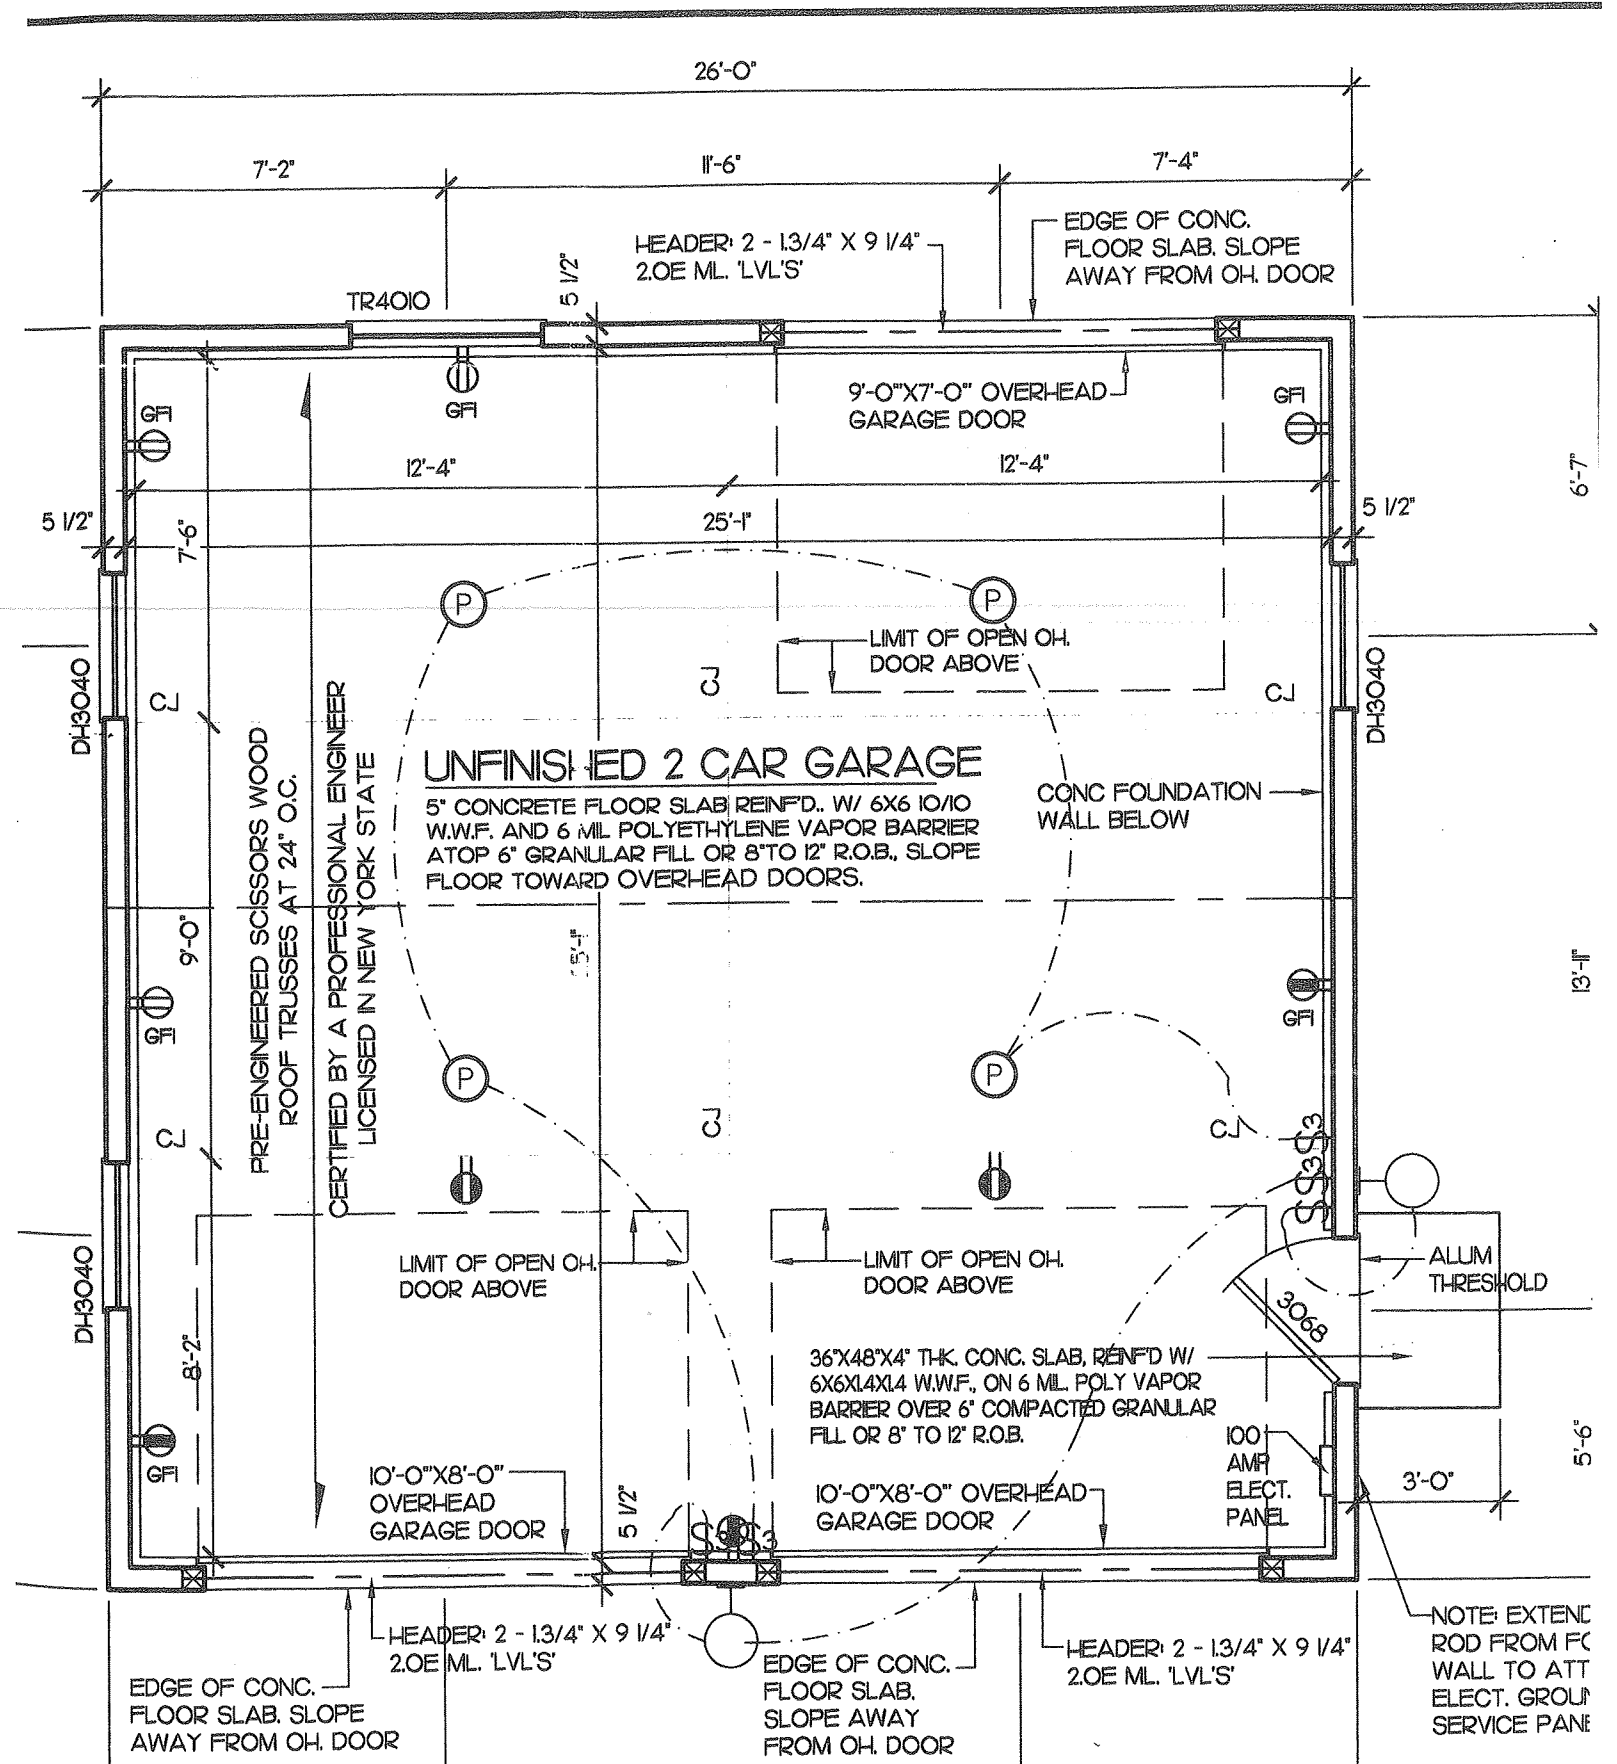 26'-0"
7'-2"
11'-6"
7'-4"
HEADER: 2 - 1.3/4" X 9 1/4"
2.0E ML. 'LVL'S'
EDGE OF CONC.
FLOOR SLAB. SLOPE
AWAY FROM OH. DOOR
TR4010
5 1/2"
9'-0"X7'-0" OVERHEAD
GARAGE DOOR
GFI
GFI
GFI
12'-4"
12'-4"
6'-7"
5 1/2"
7'-6"
25'-1"
5 1/2"
P
P
LIMIT OF OPEN OH.
DOOR ABOVE
DH3040
CJ
CJ
CJ
DH3040
UNFINISHED 2 CAR GARAGE
5" CONCRETE FLOOR SLAB REINF'D.. W/ 6X6 10/10
W.W.F. AND 6 MIL POLYETHYLENE VAPOR BARRIER
ATOP 6" GRANULAR FILL OR 8"TO 12" R.O.B., SLOPE
FLOOR TOWARD OVERHEAD DOORS.
CONC FOUNDATION
WALL BELOW
PRE-ENGINEERED SCISSORS WOOD
ROOF TRUSSES AT 24" O.C.
CERTIFIED BY A PROFESSIONAL ENGINEER
LICENSED IN NEW YORK STATE
9'-0"
13'-11"
GFI
GFI
P
P
CJ
CJ
CJ
S3
S3
S
DH3040
LIMIT OF OPEN OH.
DOOR ABOVE
LIMIT OF OPEN OH.
DOOR ABOVE
ALUM
THRESHOLD
3068
8'-2"
36"X48"X4" THK. CONC. SLAB, REINF'D W/
6X6X1.4X1.4 W.W.F., ON 6 MIL POLY VAPOR
BARRIER OVER 6" COMPACTED GRANULAR
FILL OR 8" TO 12" R.O.B.
100
AMP
ELECT.
PANEL
5'-6"
3'-0"
GFI
10'-0"X8'-0"
OVERHEAD
GARAGE DOOR
5 1/2"
10'-0"X8'-0" OVERHEAD
GARAGE DOOR
S3 S3
HEADER: 2 - 1.3/4" X 9 1/4"
2.0E ML. 'LVL'S'
EDGE OF CONC.
FLOOR SLAB. SLOPE
AWAY FROM OH. DOOR
EDGE OF CONC.
FLOOR SLAB.
SLOPE AWAY
FROM OH. DOOR
HEADER: 2 - 1.3/4" X 9 1/4"
2.0E ML. 'LVL'S'
NOTE: EXTEND
ROD FROM
WALL TO
ELECT.
SERVICE